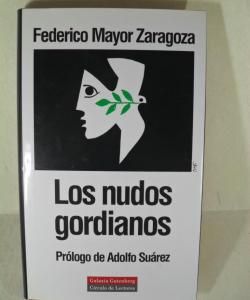 Federico Mayor Zaragoza
Los nudos
gordianos
Prólogo de Adolfo Suárez
Galaxia Gutenberg
Círculo de Lectores